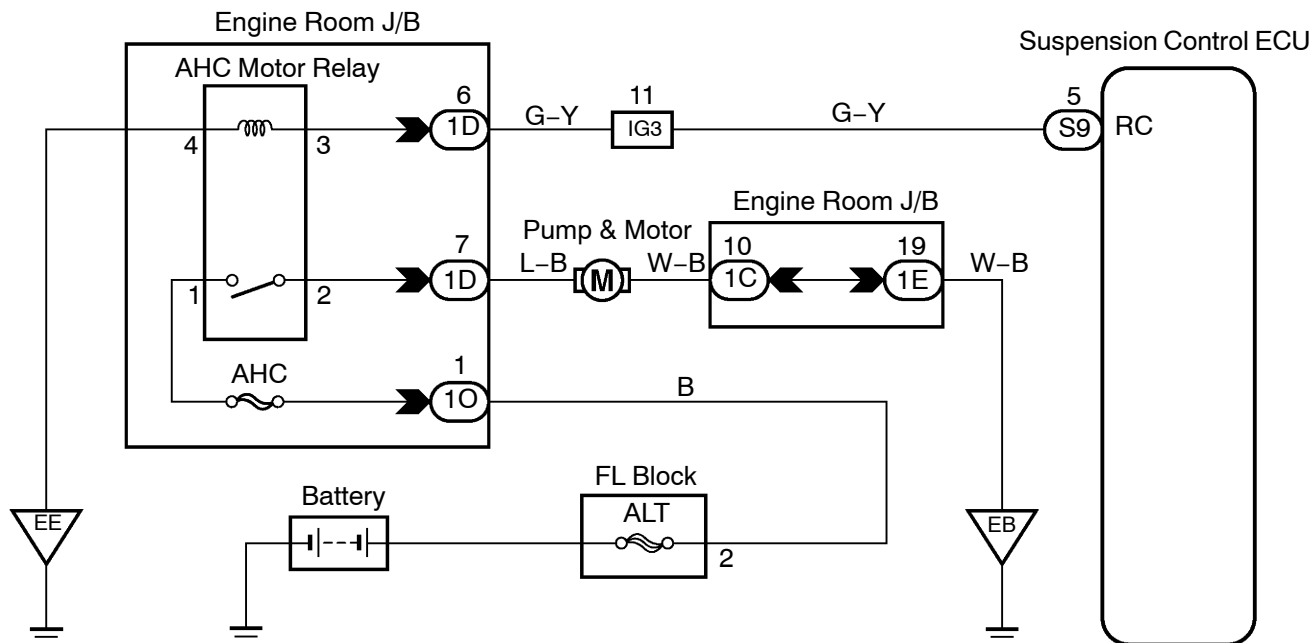 Engine Room J/B
Suspension Control ECU
AHC Motor Relay
6
11
5
1D
G–Y
IG3
G–Y
S9
RC
4
3
Engine Room J/B
7
Pump & Motor
10
19
1D
L–B
M
W–B
1C
1E
W–B
1
2
AHC
1
1O
B
FL Block
Battery
ALT
2
EE
EB